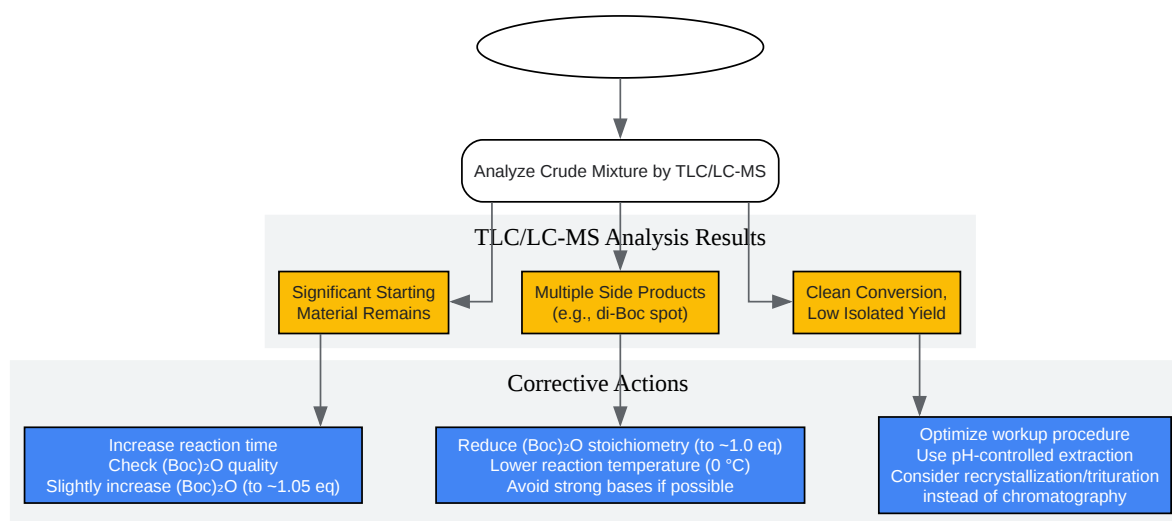 Analyze Crude Mixture by TLC/LC-MS
TLC/LC-MS Analysis Results
Significant Starting
Material Remains
Multiple Side Products
(e.g., di-Boc spot)
Clean Conversion,
Low Isolated Yield
Corrective Actions
Increase reaction time
Check (Boc)₂O quality
Slightly increase (Boc)₂O (to ~1.05 eq)
Reduce (Boc)₂O stoichiometry (to ~1.0 eq)
Lower reaction temperature (0 °C)
Avoid strong bases if possible
Optimize workup procedure
Use pH-controlled extraction
Consider recrystallization/trituration
instead of chromatography